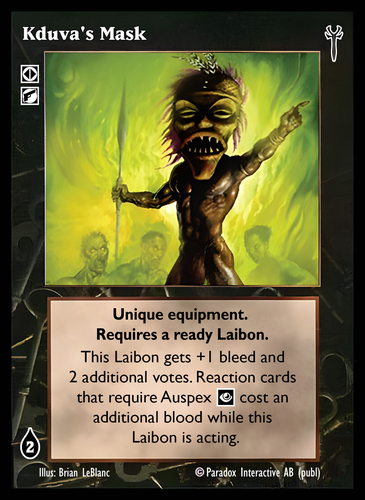 Kduva's Mask
Unique equipment.
Requires a ready Laibon.
This Laibon gets +1 bleed and
2 additional votes. Reaction cards
that require Auspex cost an
additional blood while this
Laibon is acting.
2
Illus: Brian LeBlanc © Paradox Interactive AB (publ)